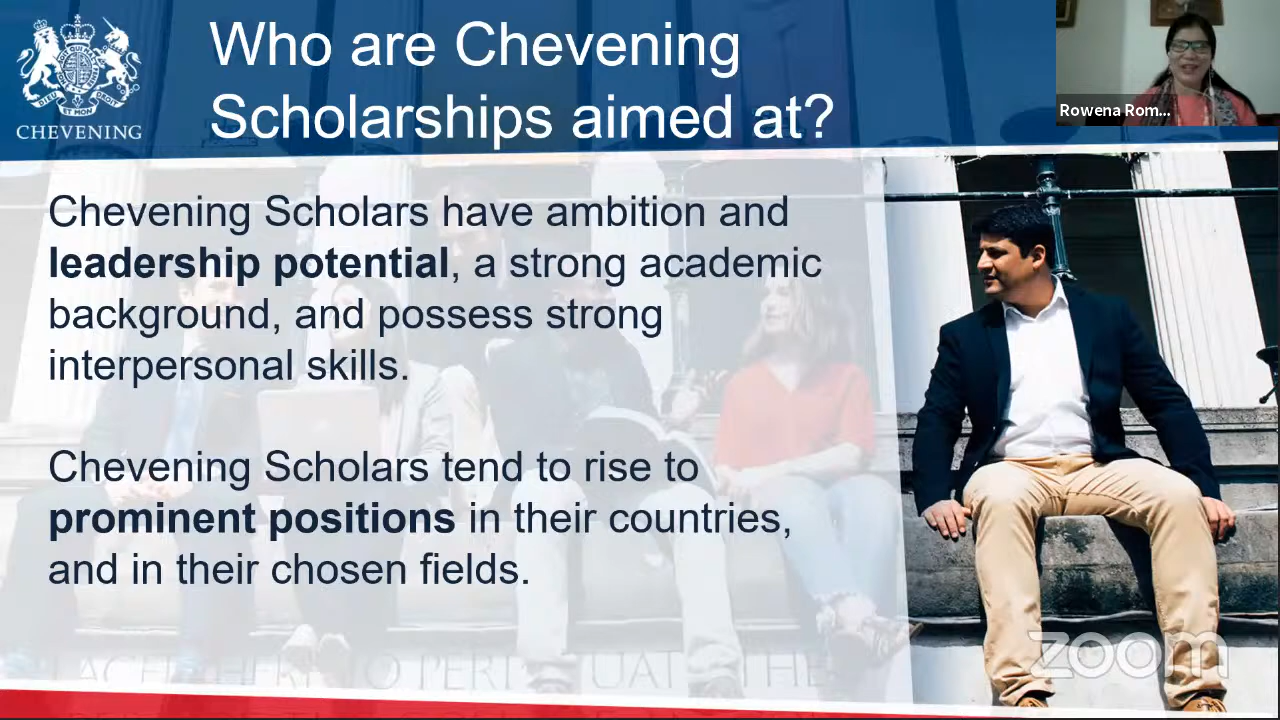 Who are Chevening
Scholarships aimed at?
CHEVENING
Rowena Rom...
Chevening Scholars have ambition and
leadership potential, a strong academic
background, and possess strong
interpersonal skills.
Chevening Scholars tend to rise to
prominent positions in their countries,
and in their chosen fields.
zoom